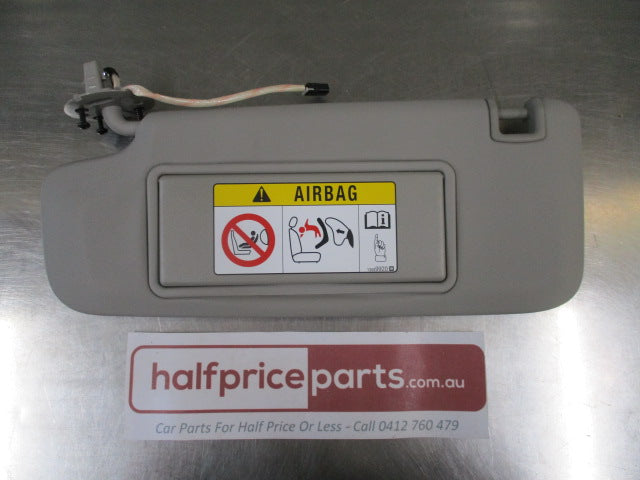 AIRBAG
halfpriceparts.com.au
Car Parts For Half Price Or Less - Call 0412 760 479